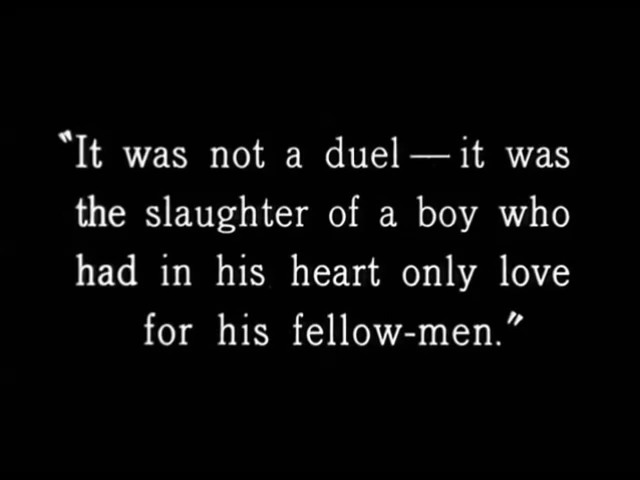 "It was not a duel — it was
the slaughter of a boy who
had in his heart only love
for his fellow-men."